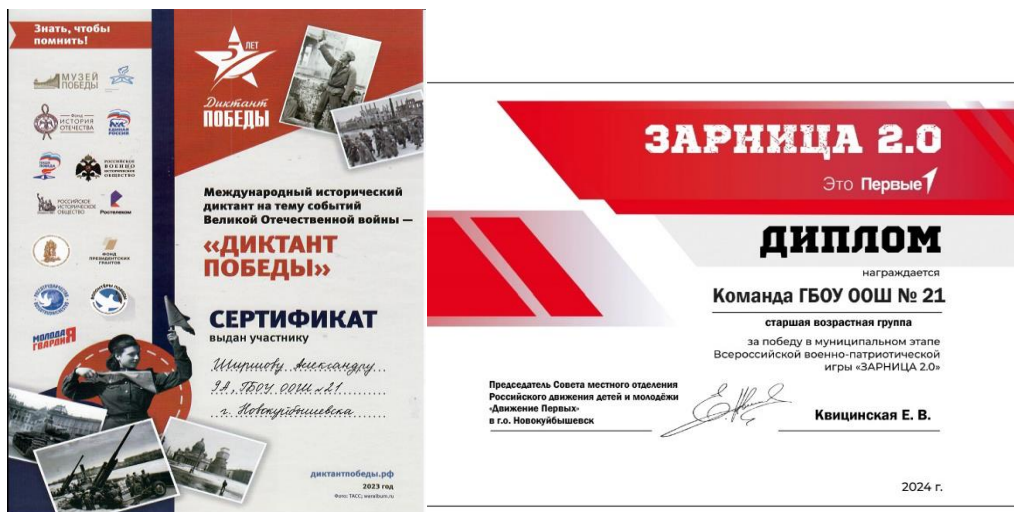 Знать, чтобы
помнить!
МУЗЕЙ
ПОБЕДЫ
ФОНД
ИСТОРИЯ
ОТЕЧЕСТВА
ЕДИНАЯ
РОССИЯ
РОССИЙСКОЕ
ВОЕННО
ИСТОРИЧЕСКОЕ
ОБЩЕСТВО
РОССИЙСКОЕ
ИСТОРИЧЕСКОЕ
ОБЩЕСТВО
Ростелеком
ФОНД
ПРЕЗИДЕНТСКИХ
ГРАНТОВ
МОЛОДАЯ
ГВАРДИЯ
5 ЛЕТ
Диктант
ПОБЕДЫ
Международный исторический
диктант на тему событий
Великой Отечественной войны —
«ДИКТАНТ
ПОБЕДЫ»
СЕРТИФИКАТ
выдан участнику
Ширшову Александру
9А, ГБОУ ООШ №21
г. Новокуйбышевска
диктантпобеды.рф
2023 год
Фото: ТАСС; waralbum.ru
ЗАРНИЦА 2.0
Это Первые
ДИПЛОМ
награждается
Команда ГБОУ ООШ № 21
старшая возрастная группа
за победу в муниципальном этапе
Всероссийской военно-патриотической
игры «ЗАРНИЦА 2.0»
Председатель Совета местного отделения
Российского движения детей и молодёжи
«Движение Первых»
в г.о. Новокуйбышевск
Квицинская Е. В.
2024 г.